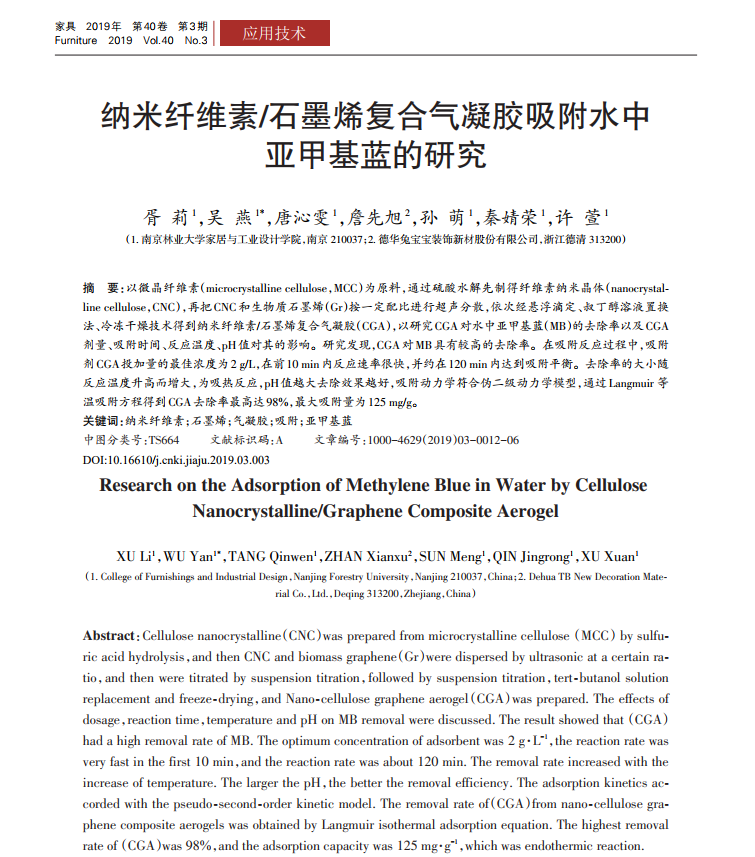 家具 2019年 第40卷 第3期
Furniture 2019 Vol.40 No.3
应用技术
纳米纤维素/石墨烯复合气凝胶吸附水中
亚甲基蓝的研究
胥 莉1,吴 燕1*,唐沁雯1,詹先旭2,孙 萌1,秦婧荣1,许 萱1
(1.南京林业大学家居与工业设计学院,南京 210037;2.德华兔宝宝装饰新材股份有限公司,浙江德清 313200)
摘 要:以微晶纤维素(microcrystalline cellulose,MCC)为原料,通过硫酸水解先制得纤维素纳米晶体(nanocrystal-
line cellulose,CNC),再把CNC和生物质石墨烯(Gr)按一定配比进行超声分散,依次经悬浮滴定、叔丁醇溶液置换
法、冷冻干燥技术得到纳米纤维素/石墨烯复合气凝胶(CGA),以研究CGA对水中亚甲基蓝(MB)的去除率以及CGA
剂量、吸附时间、反应温度、pH值对其的影响。研究发现,CGA对MB具有较高的去除率。在吸附反应过程中,吸附
剂CGA投加量的最佳浓度为2 g/L,在前10 min内反应速率很快,并约在120 min内达到吸附平衡。去除率的大小随
反应温度升高而增大,为吸热反应,pH值越大去除效果越好,吸附动力学符合伪二级动力学模型,通过Langmuir等
温吸附方程得到CGA去除率最高达98%,最大吸附量为125 mg/g。
关键词:纳米纤维素;石墨烯;气凝胶;吸附;亚甲基蓝
中图分类号:TS664 文献标识码:A 文章编号:1000-4629(2019)03-0012-06
DOI:10.16610/j.cnki.jiaju.2019.03.003
Research on the Adsorption of Methylene Blue in Water by Cellulose
Nanocrystalline/Graphene Composite Aerogel
XU Li1,WU Yan1*,TANG Qinwen1,ZHAN Xianxu2,SUN Meng1,QIN Jingrong1,XU Xuan1
(1. College of Furnishings and Industrial Design,Nanjing Forestry University,Nanjing 210037,China;2. Dehua TB New Decoration Mate-
rial Co.,Ltd.,Deqing 313200,Zhejiang,China)
Abstract:Cellulose nanocrystalline(CNC)was prepared from microcrystalline cellulose (MCC) by sulfu-
ric acid hydrolysis,and then CNC and biomass graphene(Gr)were dispersed by ultrasonic at a certain ra-
tio,and then were titrated by suspension titration,followed by suspension titration,tert-butanol solution
replacement and freeze-drying,and Nano-cellulose graphene aerogel(CGA)was prepared. The effects of
dosage,reaction time,temperature and pH on MB removal were discussed. The result showed that (CGA)
had a high removal rate of MB. The optimum concentration of adsorbent was 2 g·L-1,the reaction rate was
very fast in the first 10 min,and the reaction rate was about 120 min. The removal rate increased with the
increase of temperature. The larger the pH,the better the removal efficiency. The adsorption kinetics ac-
corded with the pseudo-second-order kinetic model. The removal rate of(CGA)from nano-cellulose gra-
phene composite aerogels was obtained by Langmuir isothermal adsorption equation. The highest removal
rate of (CGA)was 98%,and the adsorption capacity was 125 mg·g-1,which was endothermic reaction.